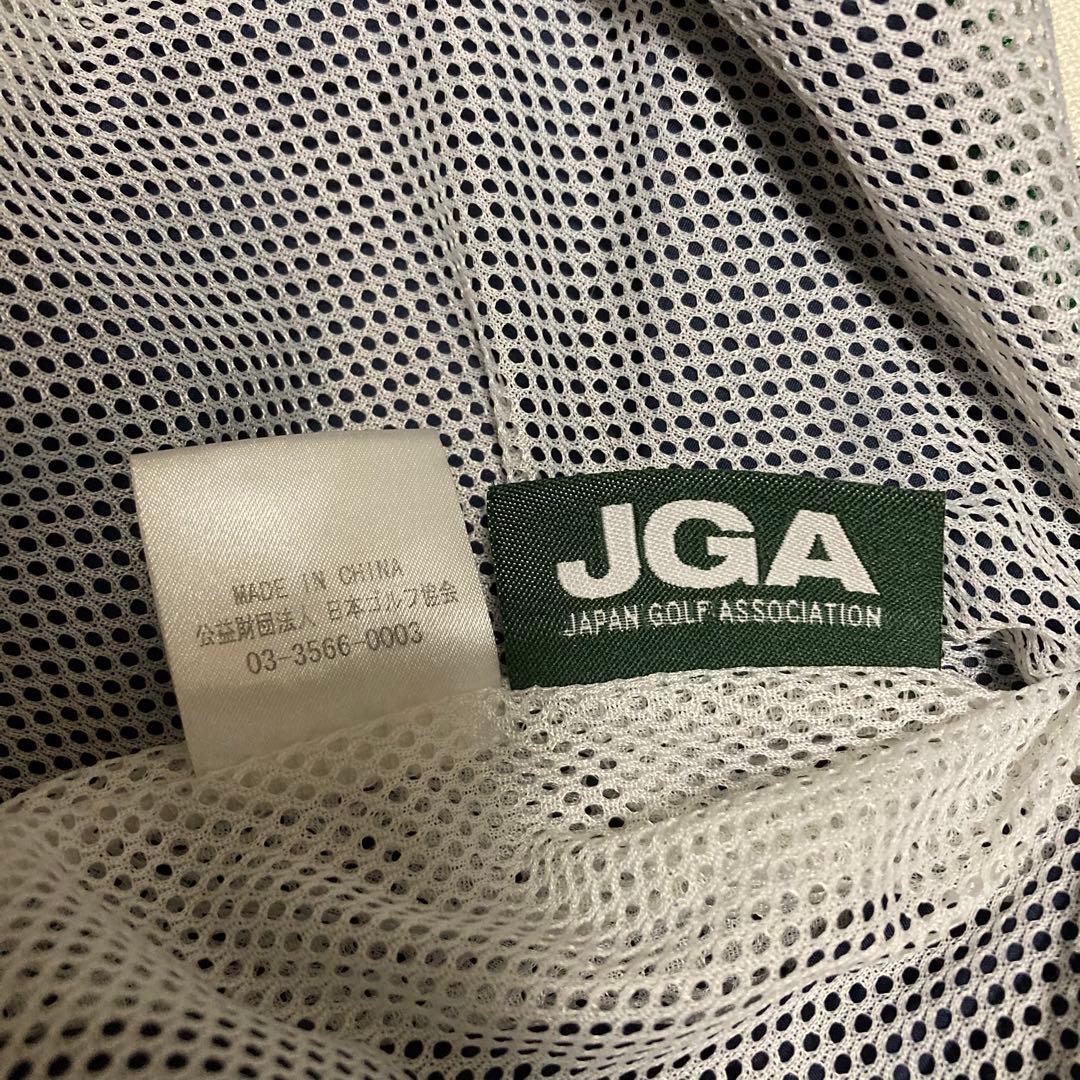 MADE IN CHINA
公益財団法 日本ゴルフ協会
03-3566-0003
JGA
JAPAN GOLF ASSOCIATION